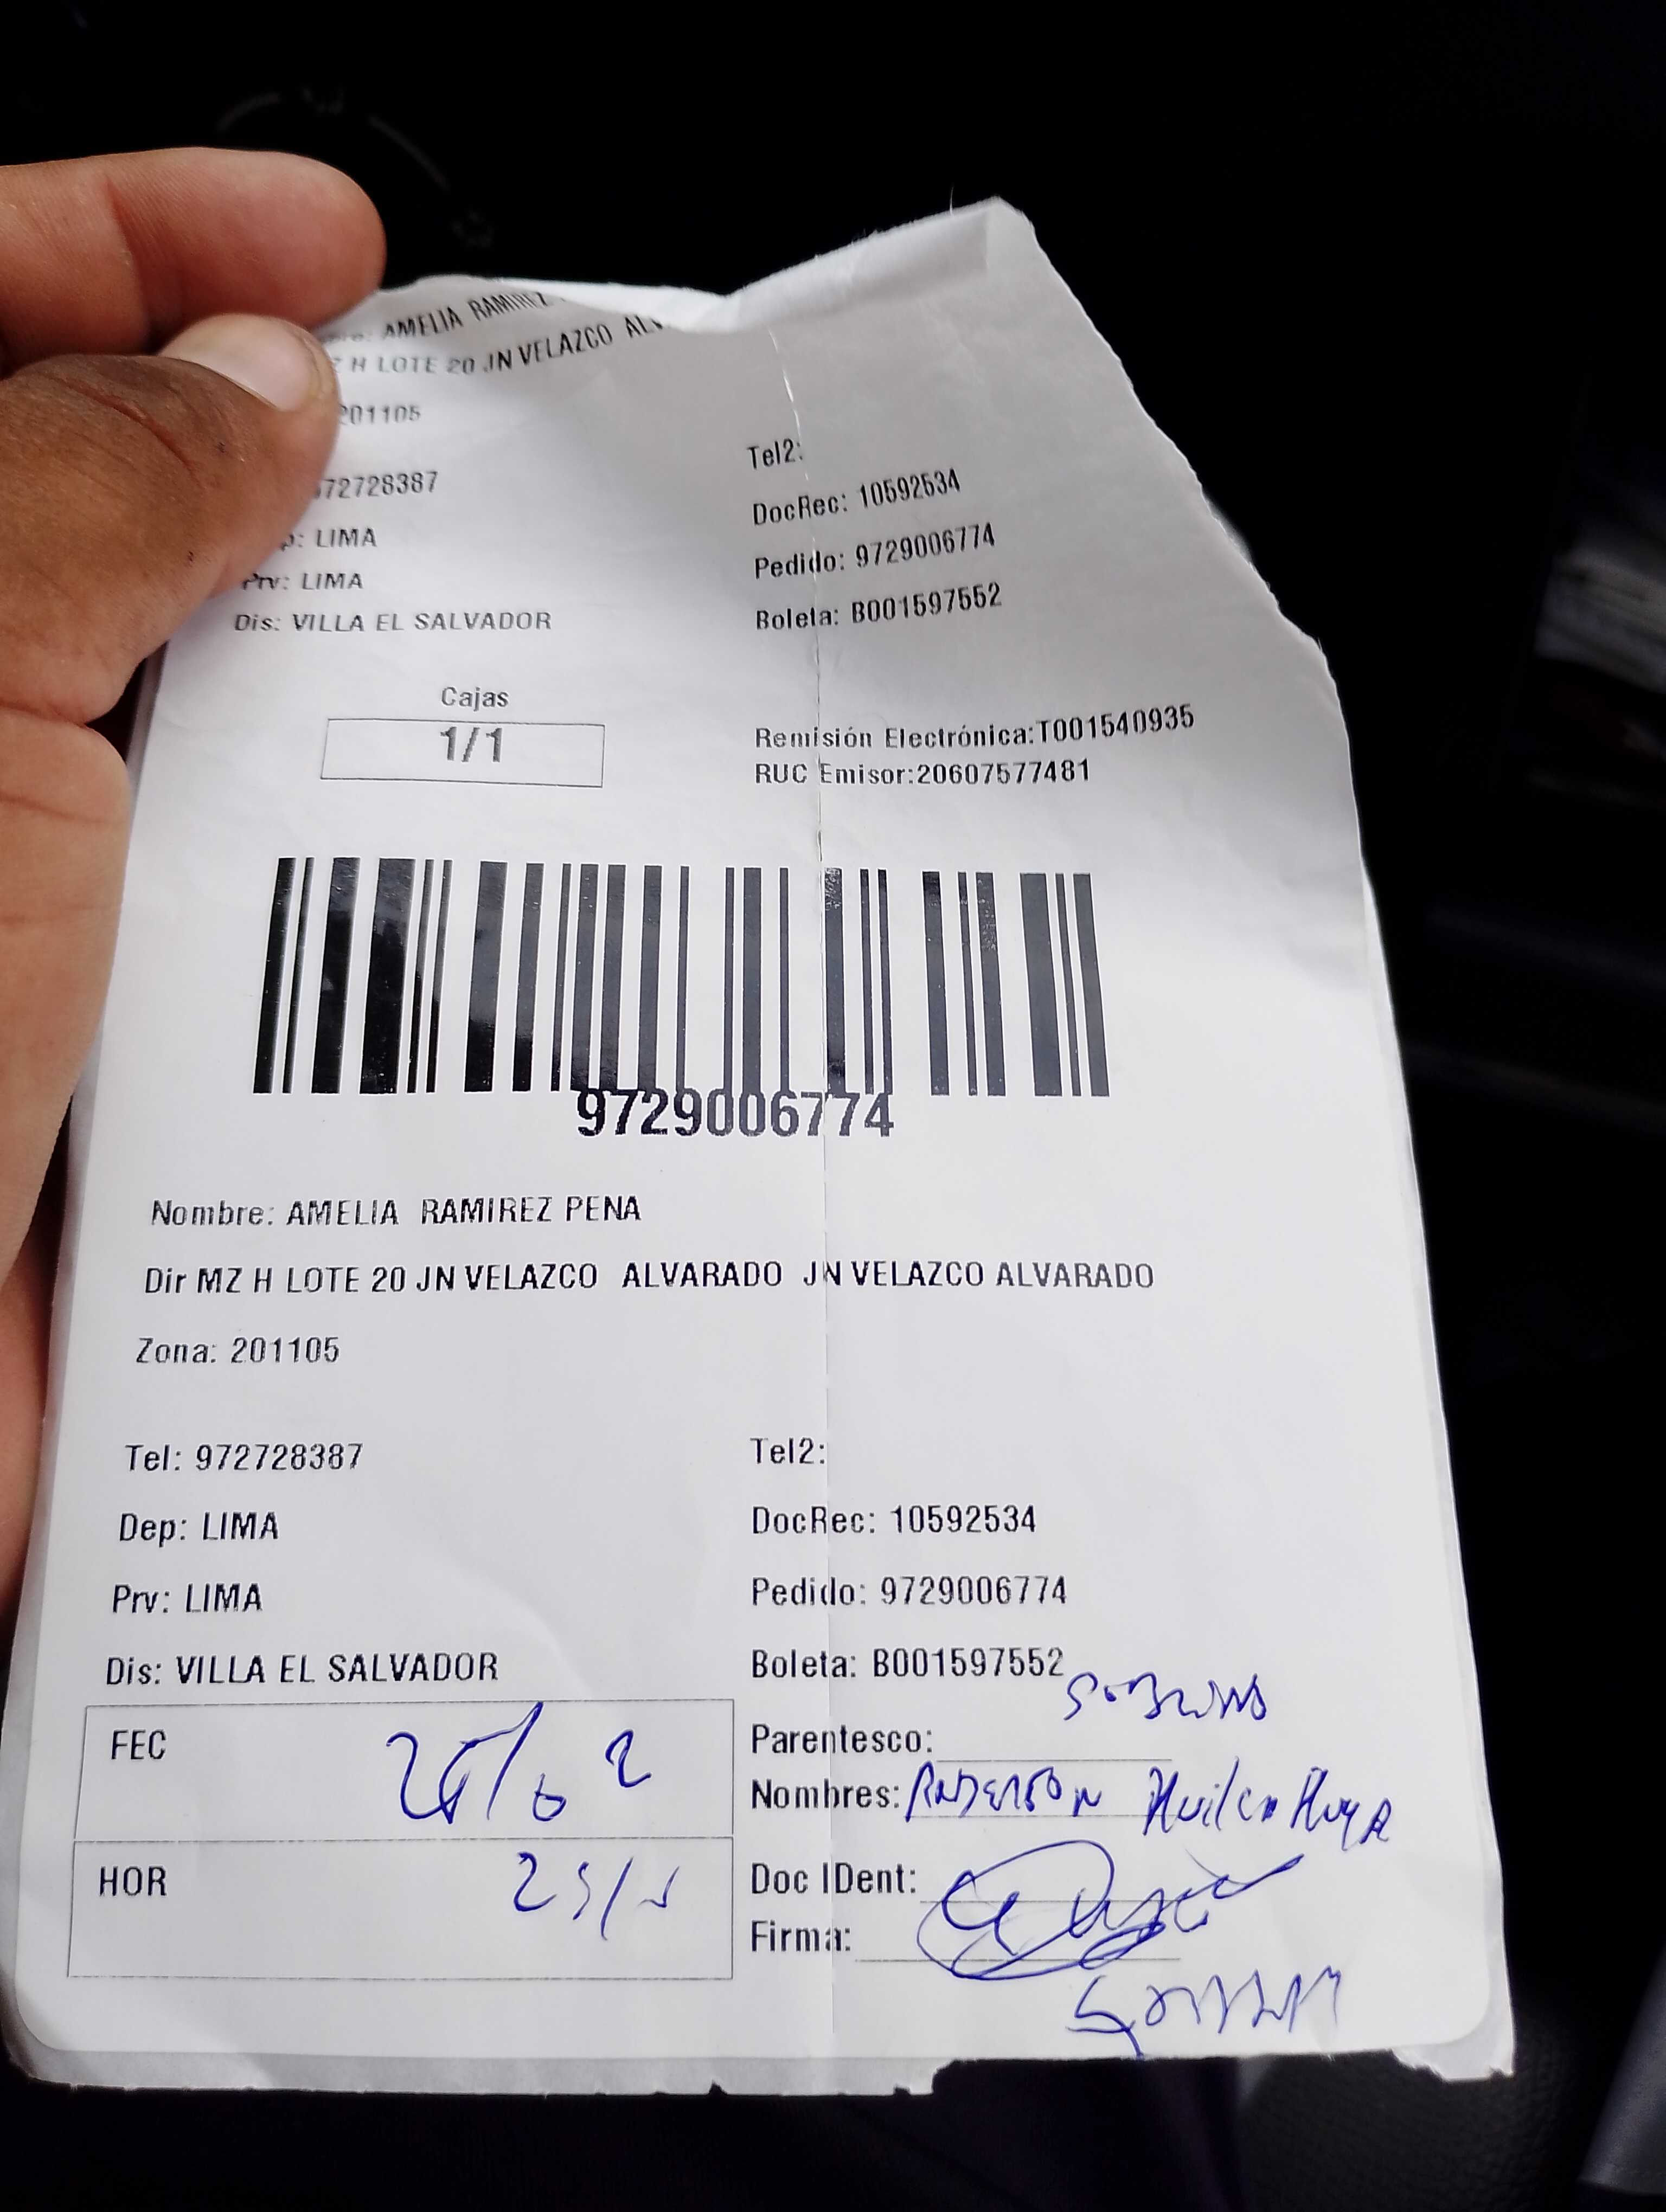 AMELIA RAMIREZ
H LOTE 20 JN VELAZCO
201105
72728387
Tel2:
DocRec: 10592534
: LIMA
Pedido: 9729006774
Prv: LIMA
Boleta: B001597552
Dis: VILLA EL SALVADOR
Cajas
1/1
Remisión Electrónica:T001540935
RUC Emisor:20607577481
9729006774
Nombre: AMELIA RAMIREZ PENA
Dir MZ H LOTE 20 JN VELAZCO ALVARADO JN VELAZCO ALVARADO
Zona: 201105
Tel: 972728387
Tel2:
Dep: LIMA
DocRec: 10592534
Prv: LIMA
Pedido: 9729006774
Dis: VILLA EL SALVADOR
Boleta: B001597552
FEC
Parentesco:
Nombres: ANDERSON
HOR
Doc IDent:
Firma: